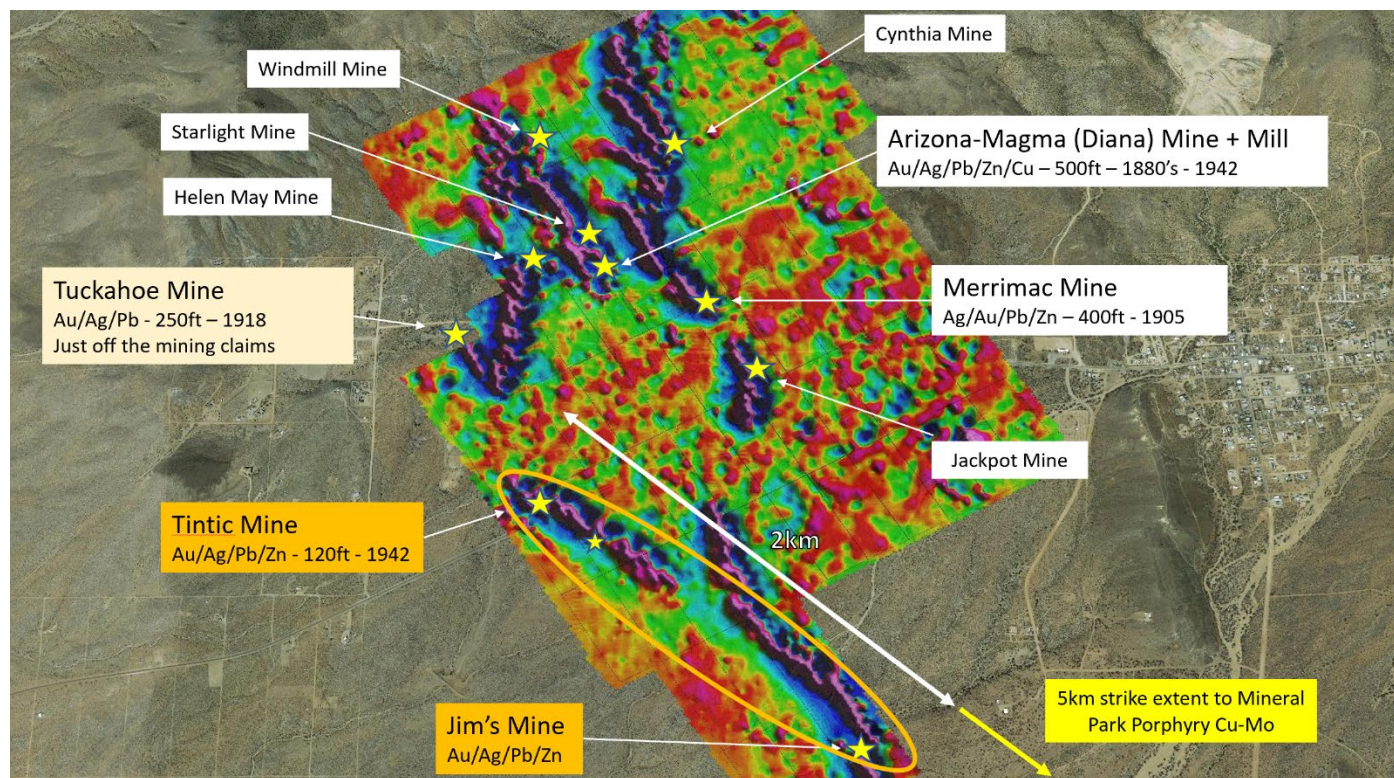 Cynthia Mine
Windmill Mine
Starlight Mine
Arizona-Magma (Diana) Mine + Mill
Au/Ag/Pb/Zn/Cu – 500ft – 1880’s - 1942
Helen May Mine
Tuckahoe Mine
Au/Ag/Pb - 250ft – 1918
Just off the mining claims
Merrimac Mine
Ag/Au/Pb/Zn – 400ft - 1905
Jackpot Mine
Tintic Mine
Au/Ag/Pb/Zn - 120ft - 1942
2km
Jim’s Mine
Au/Ag/Pb/Zn
5km strike extent to Mineral
Park Porphyry Cu-Mo